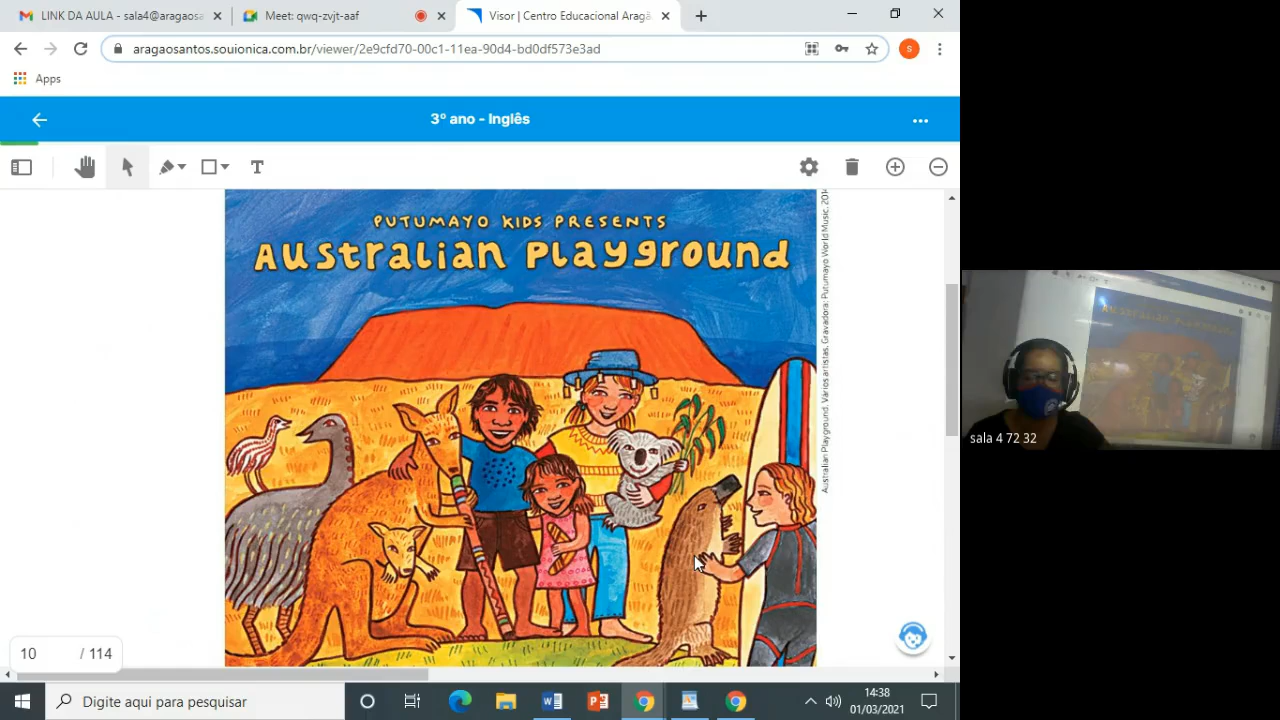 LINK DA AULA - sala4@aragaosa
Meet: qwq-zvjt-aaf
Visor | Centro Educacional Aragã
aragaosantos.souionica.com.br/viewer/2e9cfd70-00c1-11ea-90d4-bd0df573e3ad
S
Apps
3º ano - Inglês
T
PUTUMAYO KIDS PRESENTS
AUSTRALIAN PLAYGROUND
Australian Playground. Vários artistas. Gravadora: Putumayo World Music. 201
sala 4 72 32
10 / 114
Digite aqui para pesquisar
14:38
01/03/2021